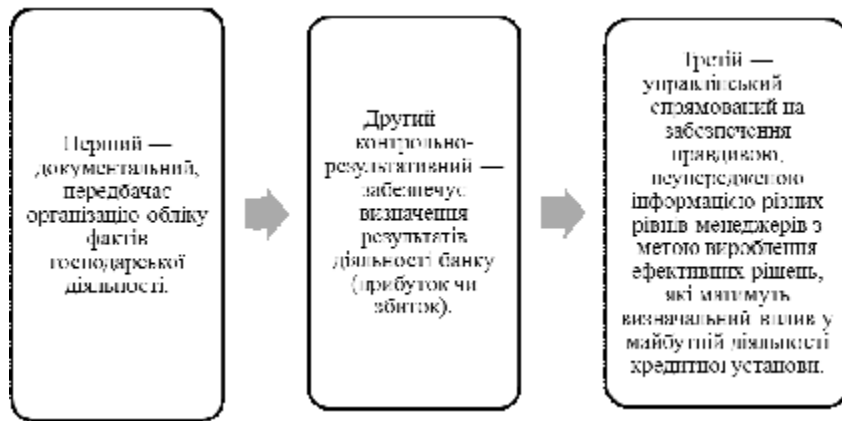 Перший —
документальний,
передбачає
організацію обліку
фактів
господарської
діяльності.
Другий
контрольно-
результативний —
забезпечує
визначення
результатів
діяльності банку
(прибуток чи
збиток).
Третій —
управлінський
спрямований на
забезпечення
правдивою,
неупередженою
інформацією різних
рівнів менеджерів з
метою вироблення
ефективних рішень,
які матимуть
визначальний вплив у
майбутній діяльності
кредитної установи.